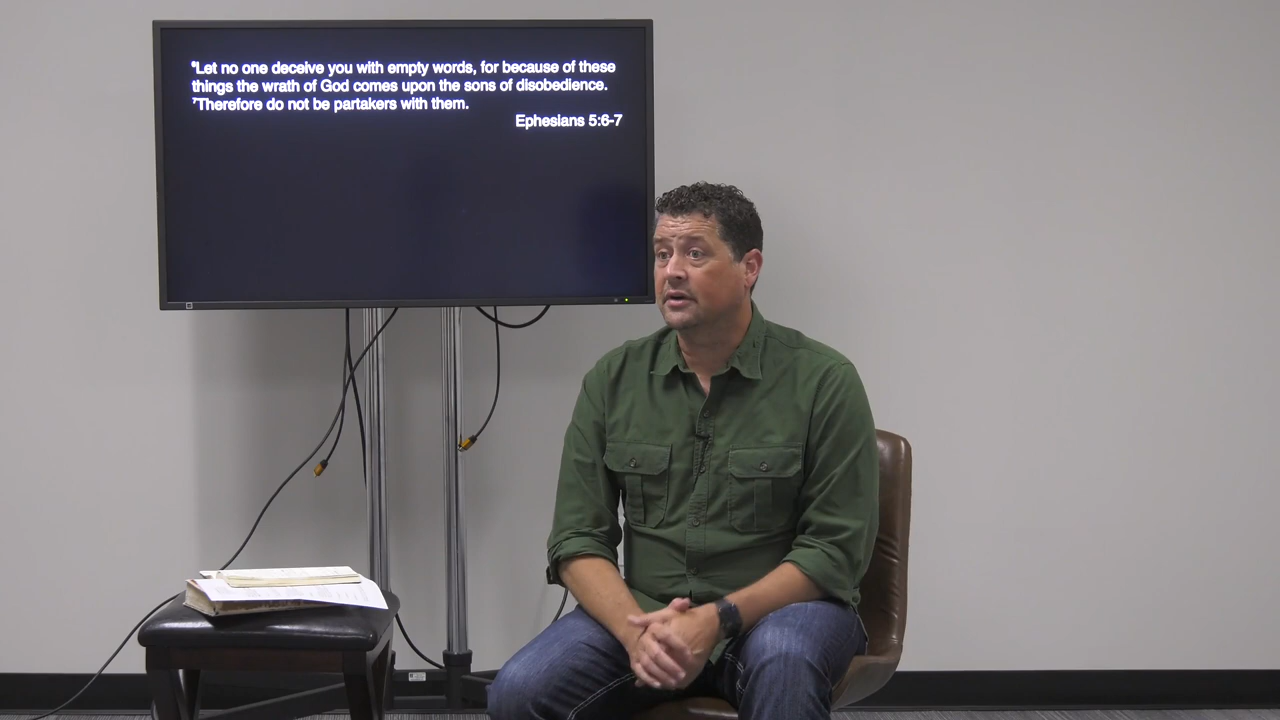 ⁶Let no one deceive you with empty words, for because of these
things the wrath of God comes upon the sons of disobedience.
⁷Therefore do not be partakers with them.
Ephesians 5:6-7